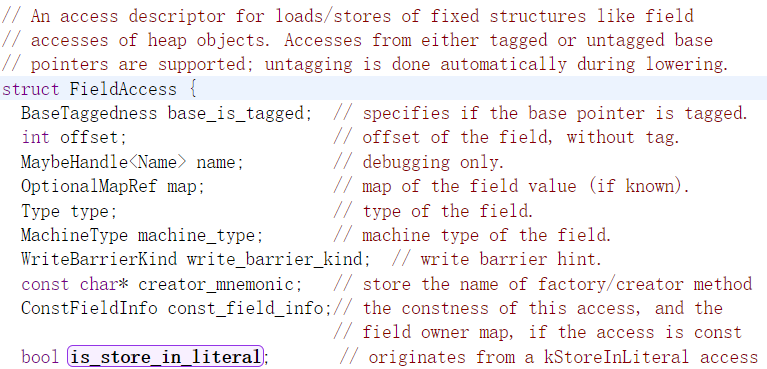 // An access descriptor for loads/stores of fixed structures like field
// accesses of heap objects. Accesses from either tagged or untagged base
// pointers are supported; untagging is done automatically during lowering.
struct FieldAccess {
  BaseTaggedness base_is_tagged;  // specifies if the base pointer is tagged.
  int offset;                     // offset of the field, without tag.
  MaybeHandle<Name> name;         // debugging only.
  OptionalMapRef map;             // map of the field value (if known).
  Type type;                      // type of the field.
  MachineType machine_type;       // machine type of the field.
  WriteBarrierKind write_barrier_kind;  // write barrier hint.
  const char* creator_mnemonic;   // store the name of factory/creator method
  ConstFieldInfo const_field_info;// the constness of this access, and the
                                  // field owner map, if the access is const
  bool is_store_in_literal;       // originates from a kStoreInLiteral access